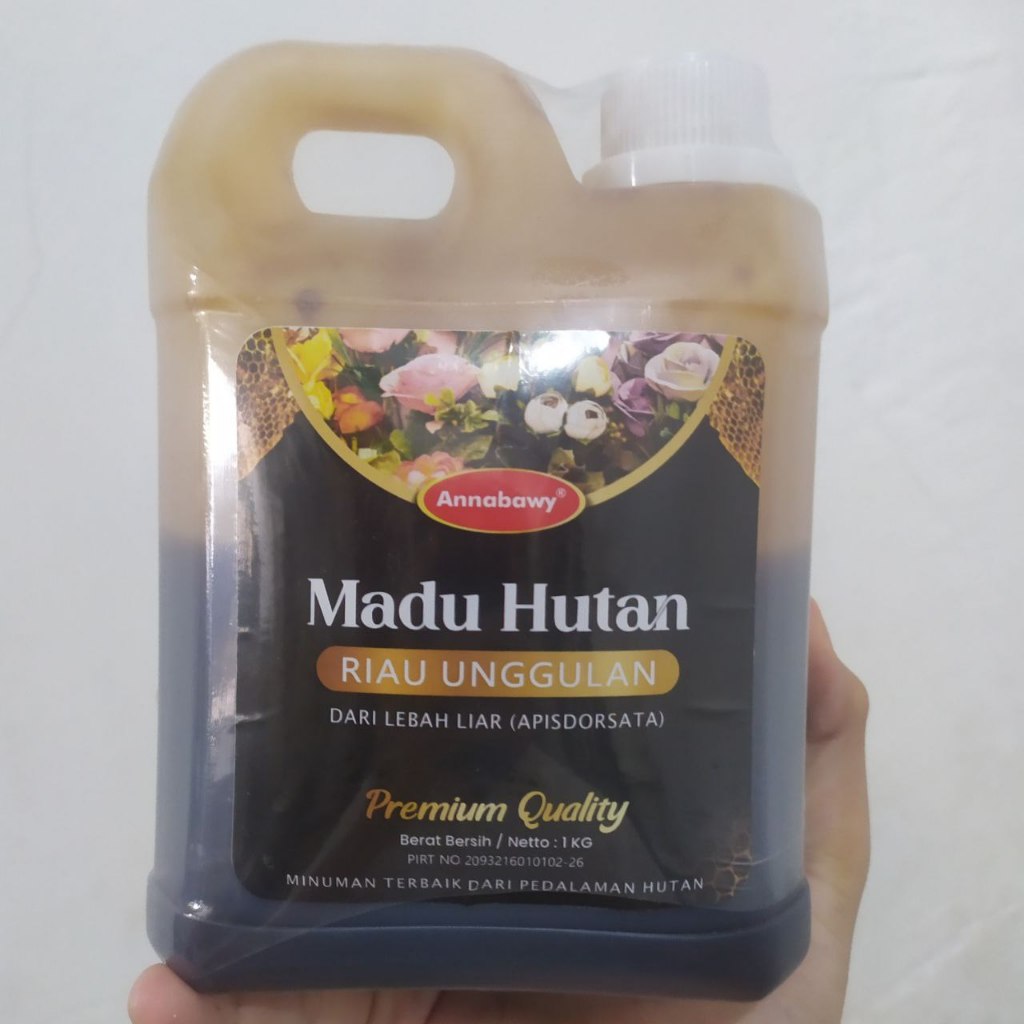 Annabawy®
Madu Hutan
RIAU UNGGULAN
DARI LEBAH LIAR (APISDORSATA)
Premium Quality
Berat Bersih / Netto : 1 KG
PIRT NO 2093216010102-26
MINUMAN TERBAIK DARI PEDALAMAN HUTAN